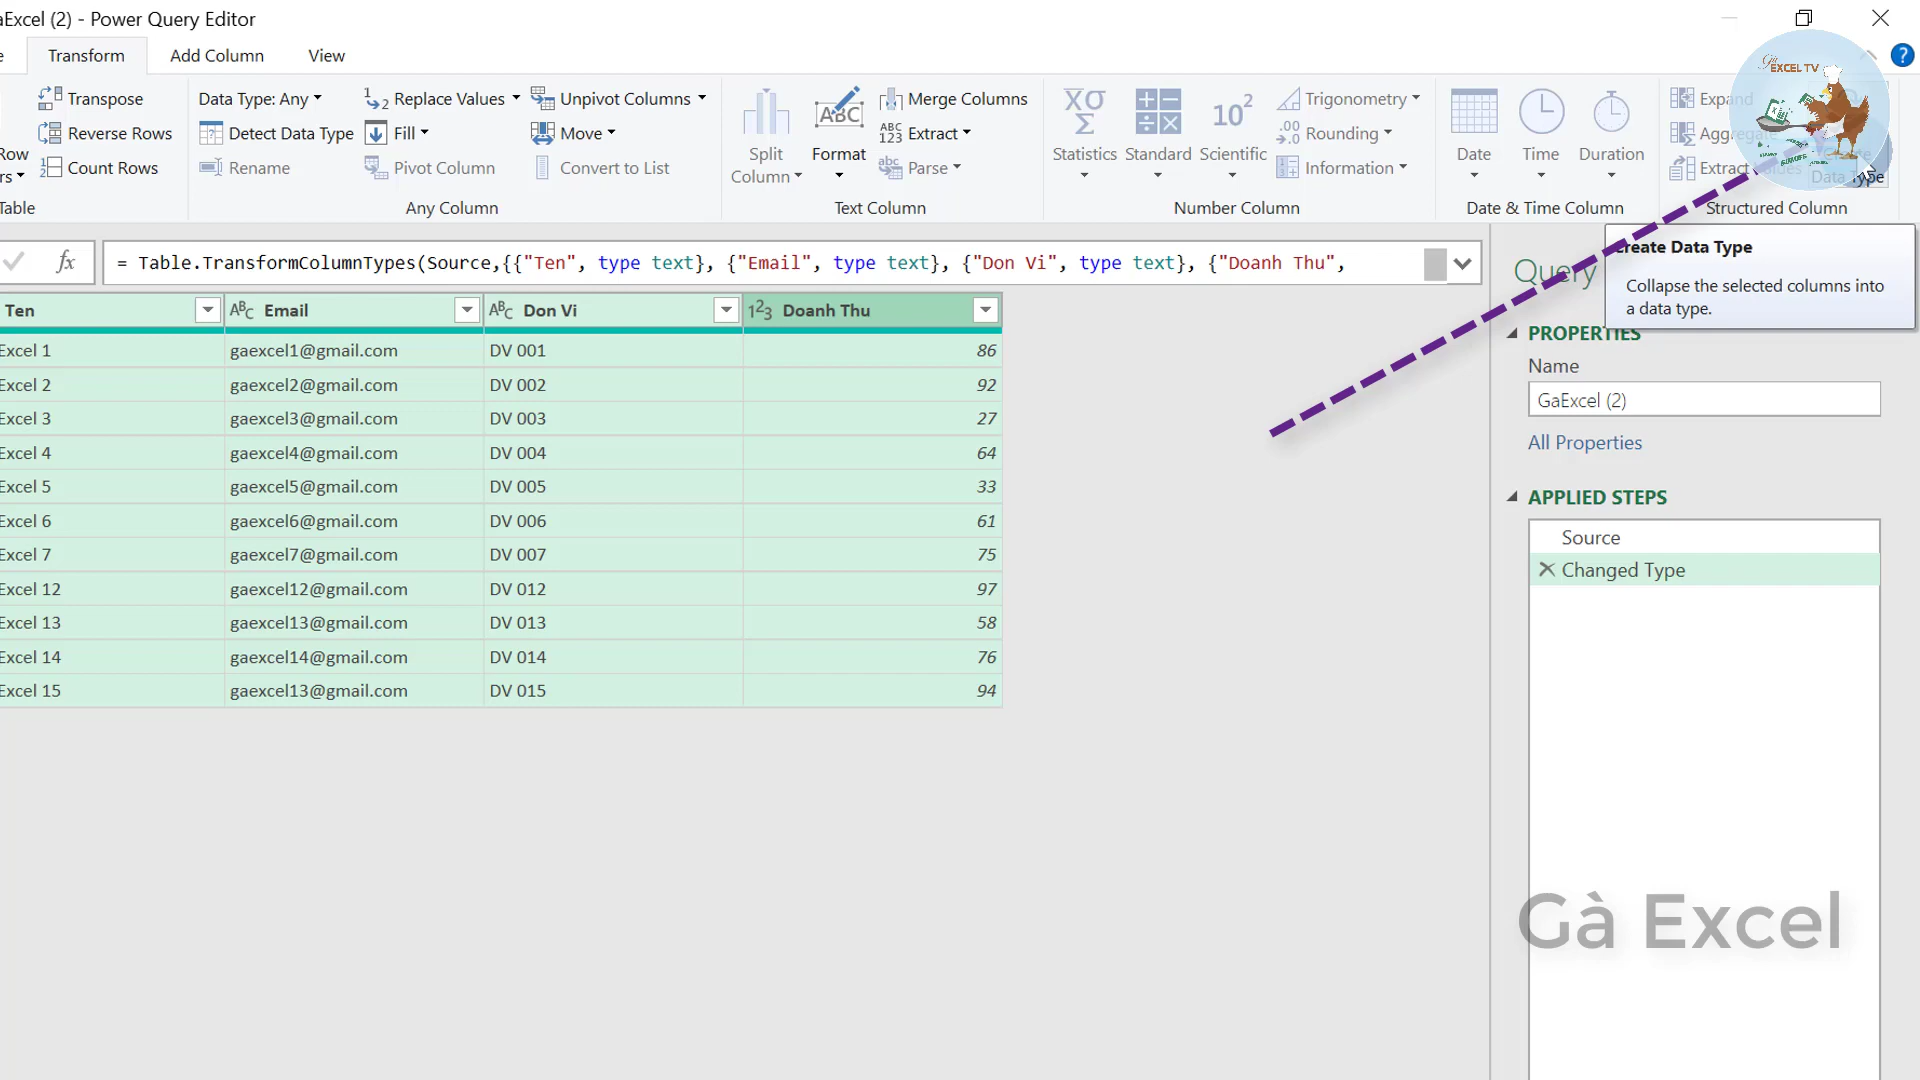 aExcel (2) - Power Query Editor
e Transform Add Column View ?
Transpose Data Type: Any Replace Values Unpivot Columns Merge Columns Trigonometry Expand
Reverse Rows Detect Data Type Fill Move Extract Rounding Aggregate
Row Count Rows Rename Pivot Column Convert to List Split Column Format Parse Statistics Standard Scientific Information Date Time Duration Extract Data Type
rs
Table Any Column Text Column Number Column Date & Time Column Structured Column
EXCEL TV
Create Data Type
Collapse the selected columns into
a data type.
fx = Table.TransformColumnTypes(Source,{{"Ten", type text}, {"Email", type text}, {"Don Vi", type text}, {"Doanh Thu",
Query
Ten Email Don Vi Doanh Thu
Excel 1 gaexcel1@gmail.com DV 001 86
Excel 2 gaexcel2@gmail.com DV 002 92
Excel 3 gaexcel3@gmail.com DV 003 27
Excel 4 gaexcel4@gmail.com DV 004 64
Excel 5 gaexcel5@gmail.com DV 005 33
Excel 6 gaexcel6@gmail.com DV 006 61
Excel 7 gaexcel7@gmail.com DV 007 75
Excel 12 gaexcel12@gmail.com DV 012 97
Excel 13 gaexcel13@gmail.com DV 013 58
Excel 14 gaexcel14@gmail.com DV 014 76
Excel 15 gaexcel13@gmail.com DV 015 94
PROPERTIES
Name
GaExcel (2)
All Properties
APPLIED STEPS
Source
Changed Type
Gà Excel